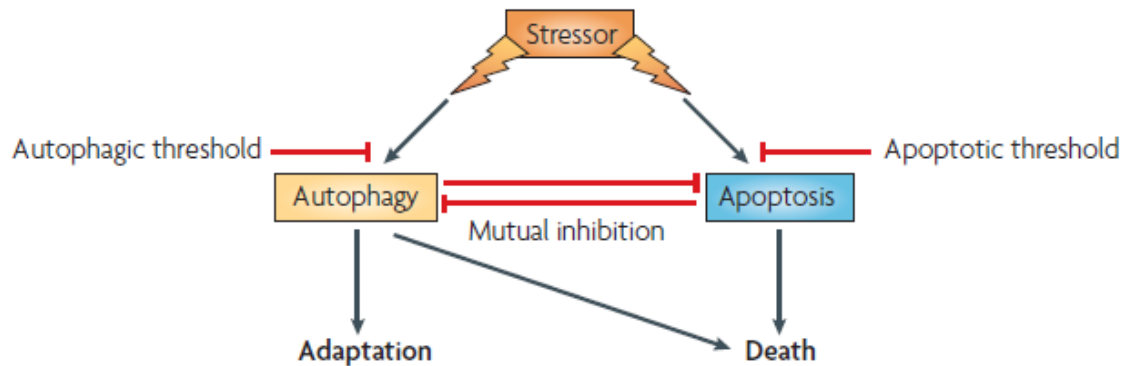 Stressor
Autophagic threshold
Apoptotic threshold
Autophagy
Apoptosis
Mutual inhibition
Adaptation
Death